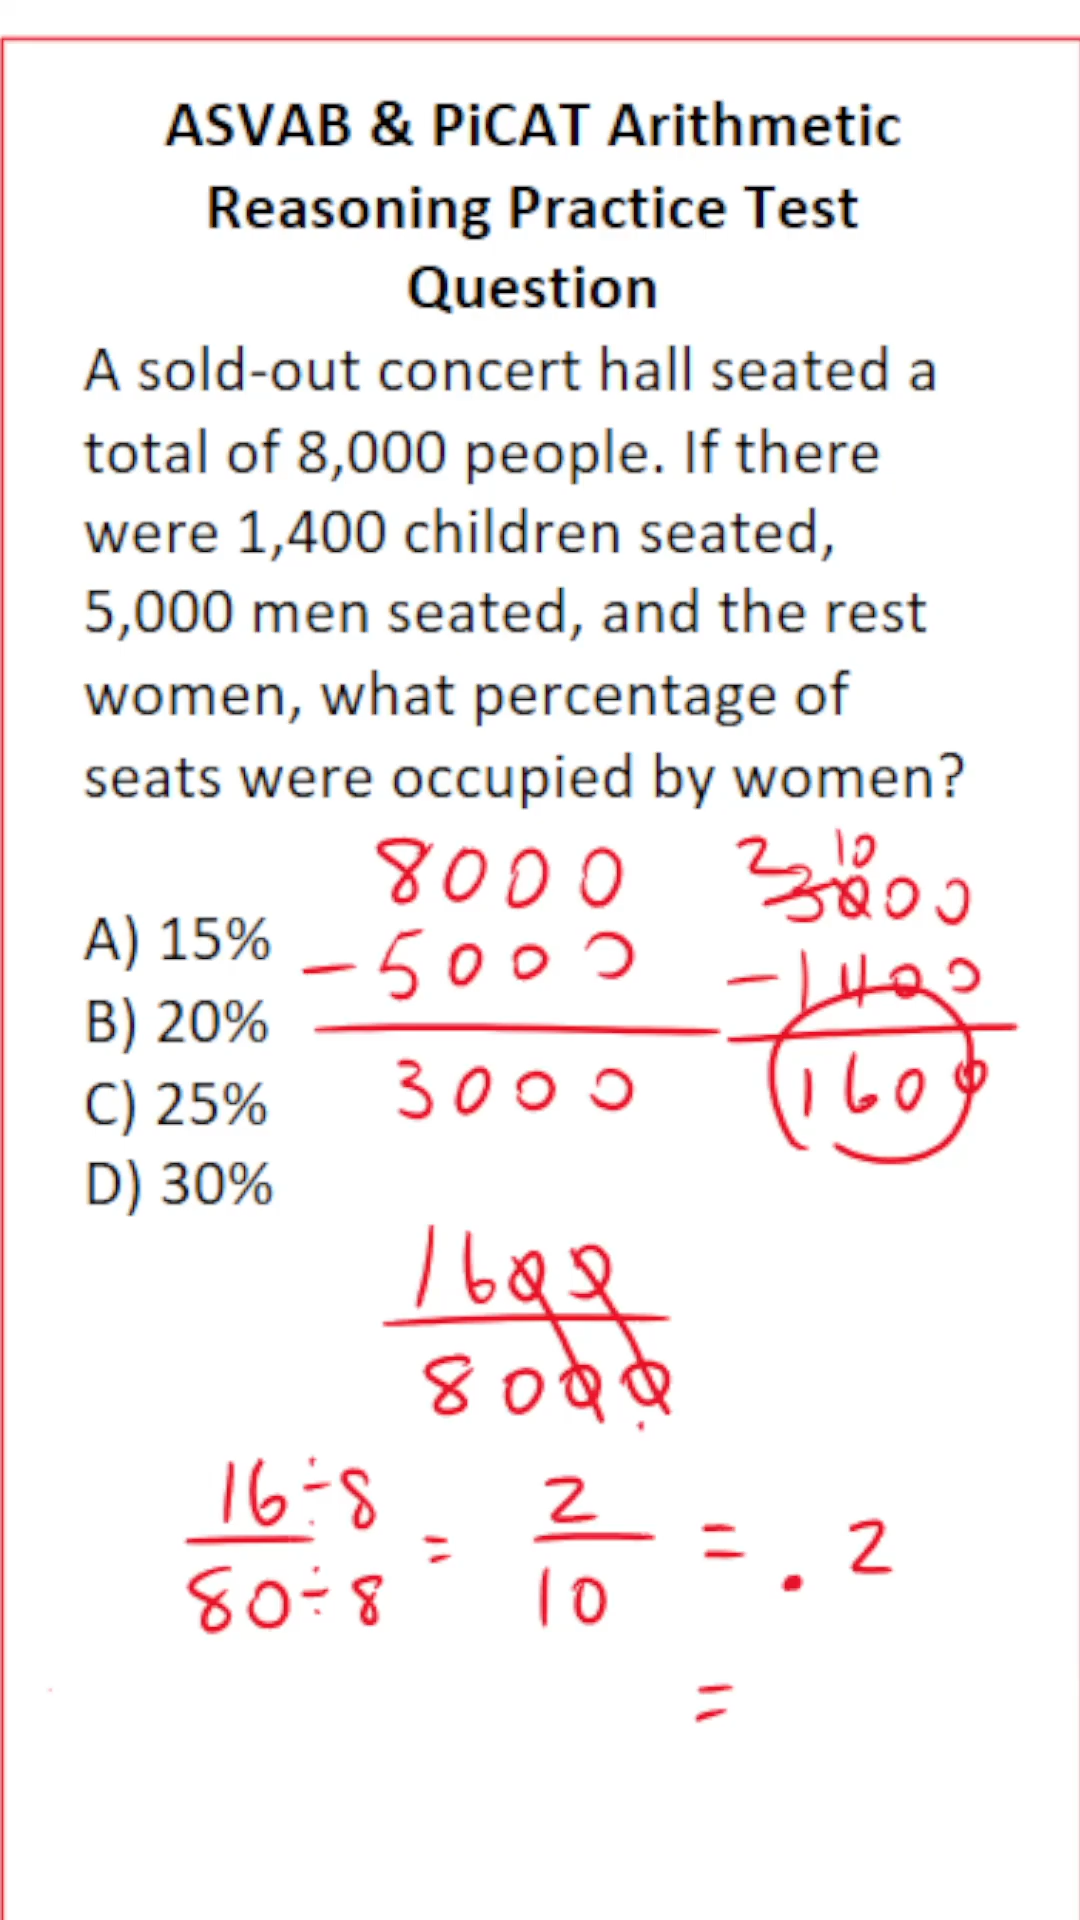 ASVAB & PiCAT Arithmetic
Reasoning Practice Test
Question
A sold-out concert hall seated a
total of 8,000 people. If there
were 1,400 children seated,
5,000 men seated, and the rest
women, what percentage of
seats were occupied by women?
A) 15%
B) 20%
C) 25%
D) 30%
8000
- 5000
3000
2 10
3000
- 1400
1600
1600
8000
16÷8
80÷8
=
2
10
= .2
=